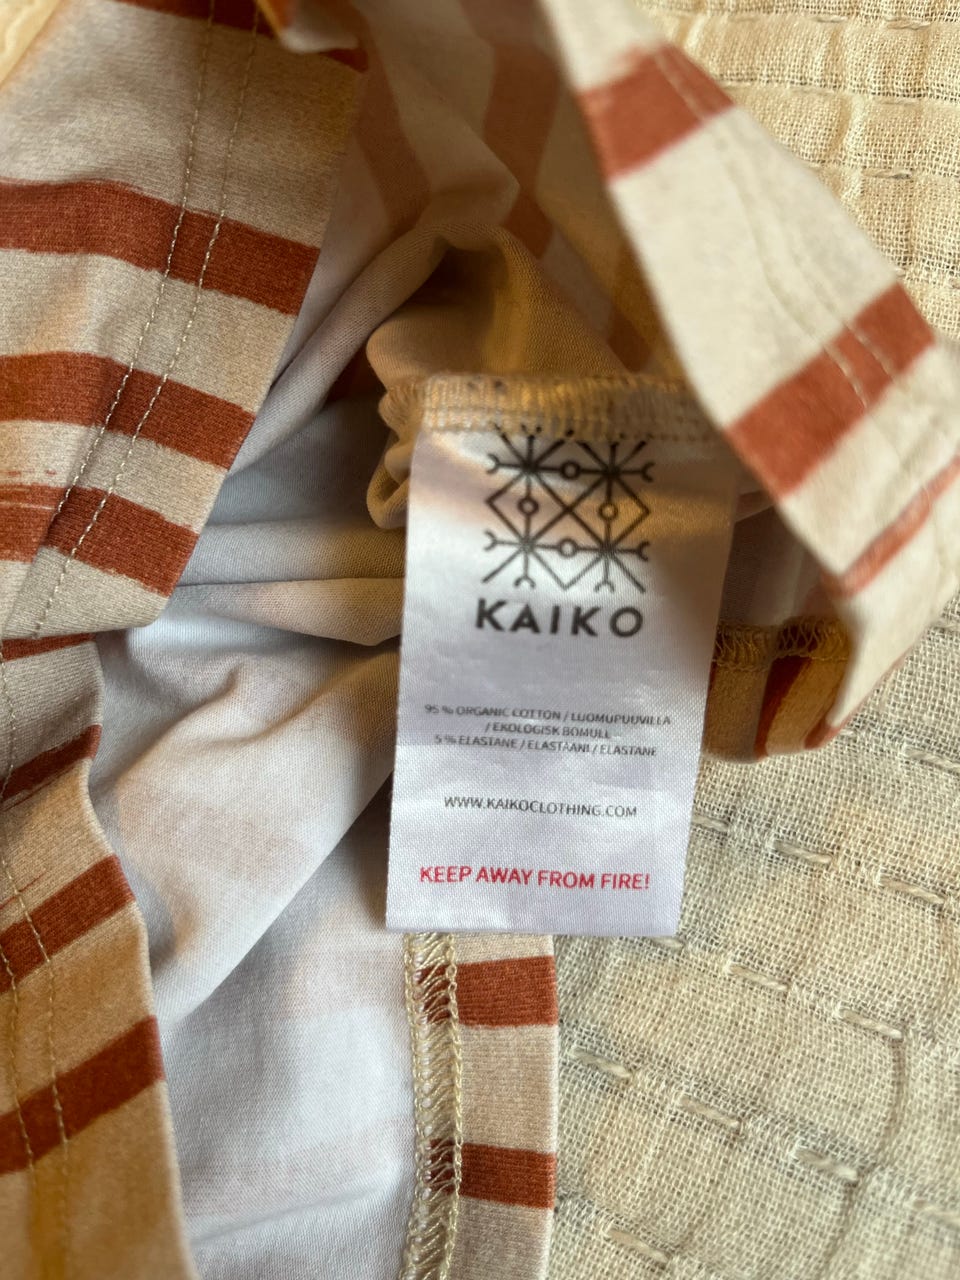 KAIKO
95 % ORGANIC COTTON / LUOMUPUUVILLA
/ EKOLOGISK BOMULL
5 % ELASTANE / ELASTAANI / ELASTANE
WWW.KAIKOCLOTHING.COM
KEEP AWAY FROM FIRE!